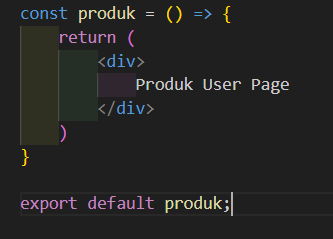 const produk = () => {
    return (
        <div>
            Produk User Page
        </div>
    )
}

export default produk;